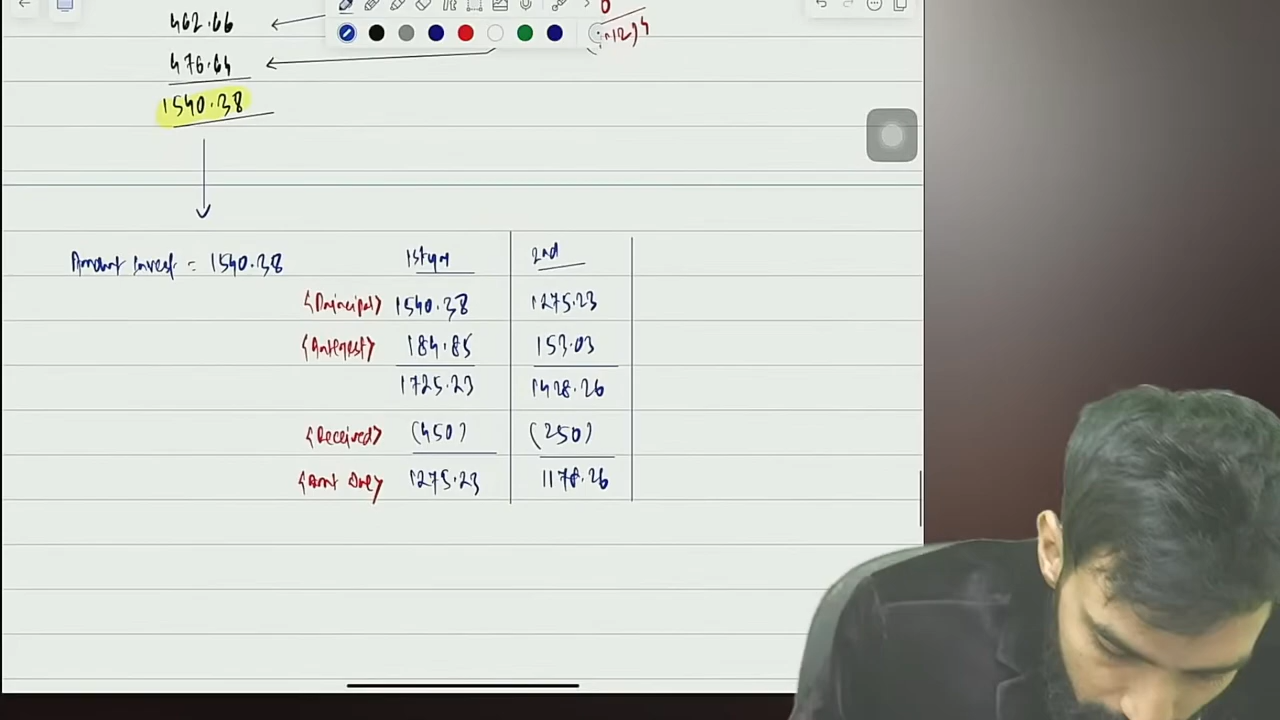 462.66
476.64
1540.38
Amount invest = 1540.38
1st yr 2nd
{Principal} 1540.38 1275.23
{Interest} 184.85 153.03
1725.23 1428.26
{Received} (450) (250)
{Amt Due} 1275.23 1178.26